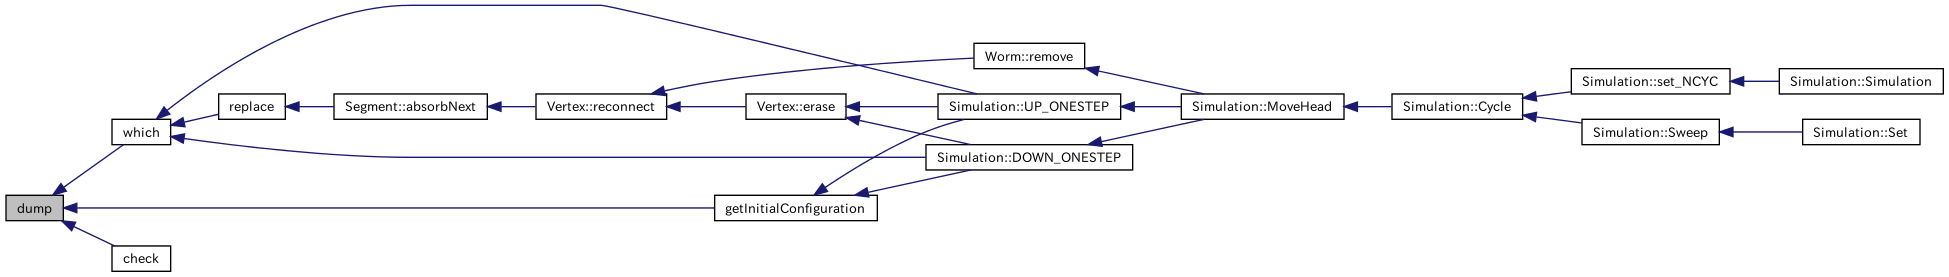 Worm::remove
Simulation::set_NCYC
Simulation::Simulation
replace
Segment::absorbNext
Vertex::reconnect
Vertex::erase
Simulation::UP_ONESTEP
Simulation::MoveHead
Simulation::Cycle
which
Simulation::Sweep
Simulation::Set
Simulation::DOWN_ONESTEP
dump
getInitialConfiguration
check